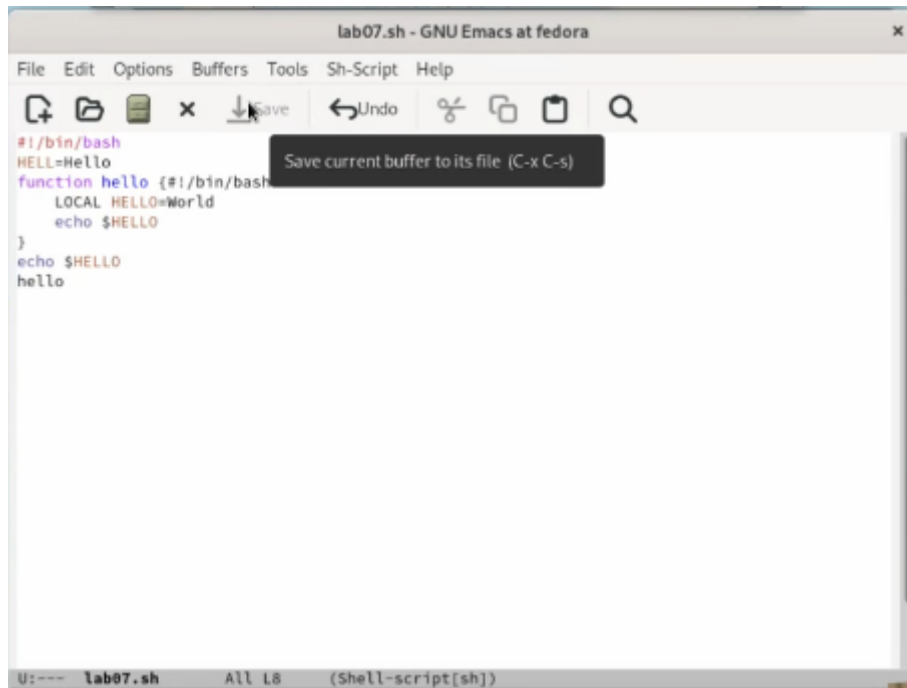 lab07.sh - GNU Emacs at fedora
File Edit Options Buffers Tools Sh-Script Help
Save Undo
#!/bin/bash
HELL=Hello
Save current buffer to its file (C-x C-s)
function hello {#!/bin/bash
LOCAL HELLO=World
echo $HELLO
}
echo $HELLO
hello
U:--- lab07.sh All L8 (Shell-script[sh])